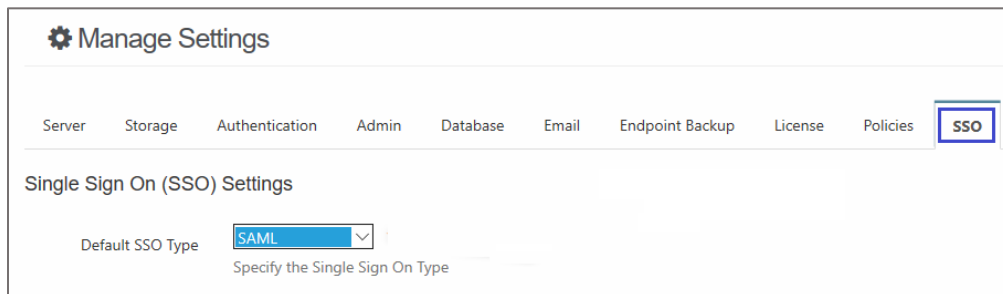 Manage Settings
Server Storage Authentication Admin Database Email Endpoint Backup License Policies SSO
Single Sign On (SSO) Settings
Default SSO Type SAML
Specify the Single Sign On Type